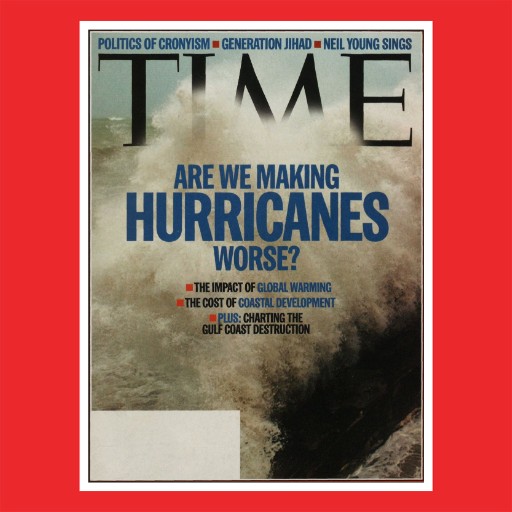 POLITICS OF CRONYISM ■ GENERATION JIHAD ■ NEIL YOUNG SINGS
TIME
ARE WE MAKING
HURRICANES
WORSE?
■ THE IMPACT OF GLOBAL WARMING
■ THE COST OF COASTAL DEVELOPMENT
■ PLUS: CHARTING THE
GULF COAST DESTRUCTION